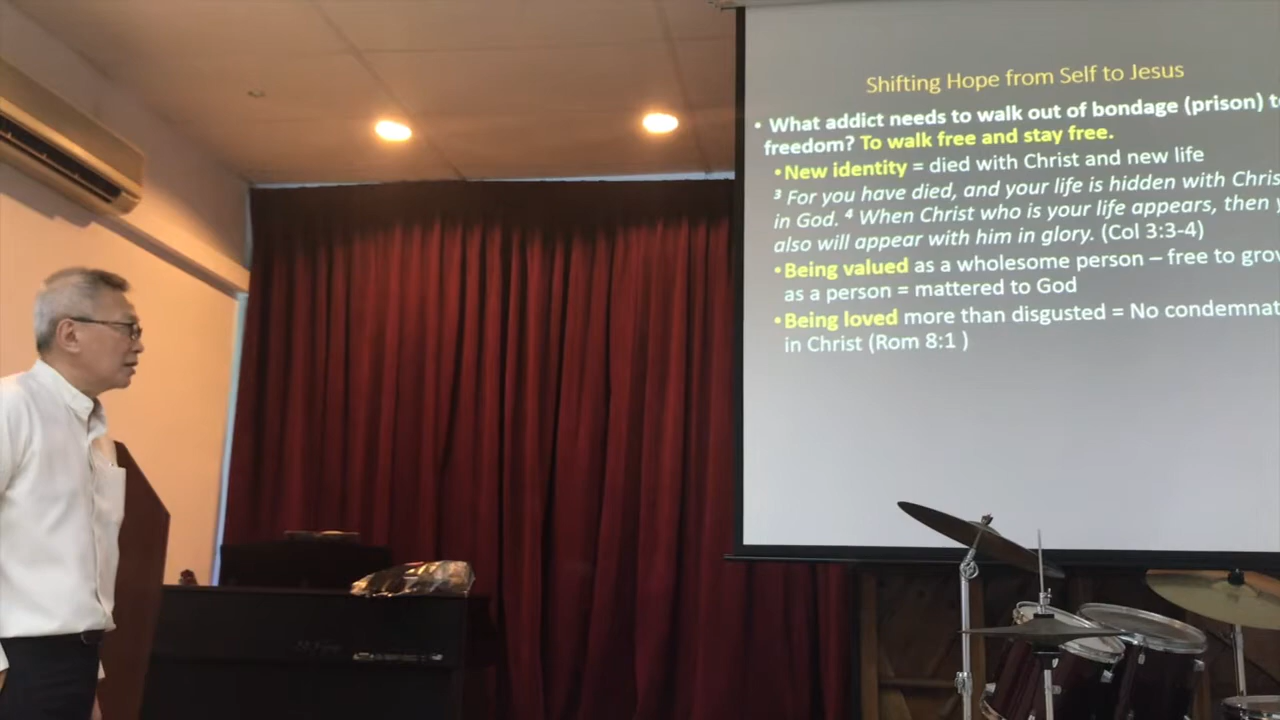 Shifting Hope from Self to Jesus
• What addict needs to walk out of bondage (prison)
freedom? To walk free and stay free.
• New identity = died with Christ and new life
³ For you have died, and your life is hidden with
in God. ⁴ When Christ who is your life appears, then
also will appear with him in glory. (Col 3:3-4)
• Being valued as a wholesome person – free to
as a person = mattered to God
• Being loved more than disgusted = No
in Christ (Rom 8:1 )